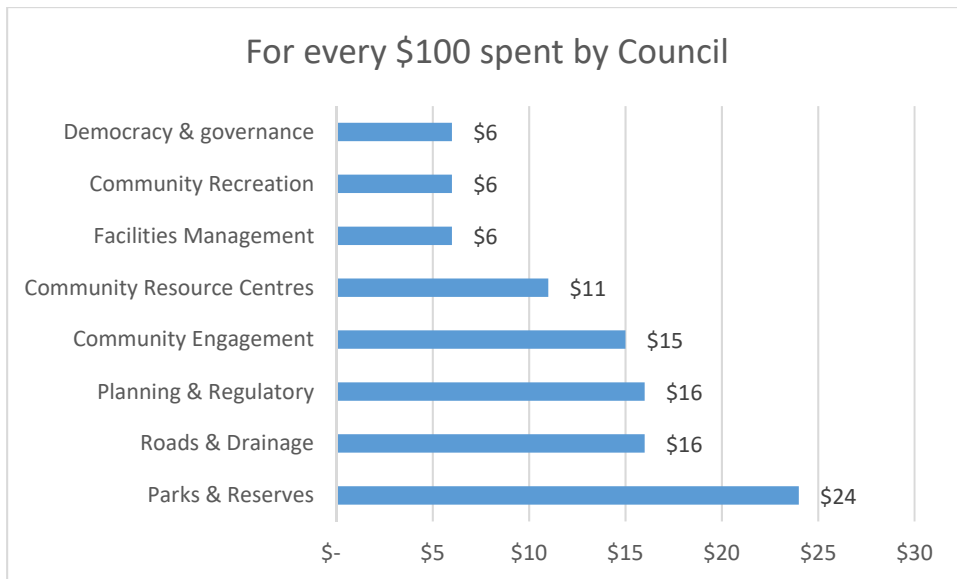 For every $100 spent by Council
Democracy & governance $6
Community Recreation $6
Facilities Management $6
Community Resource Centres $11
Community Engagement $15
Planning & Regulatory $16
Roads & Drainage $16
Parks & Reserves $24
$- $5 $10 $15 $20 $25 $30